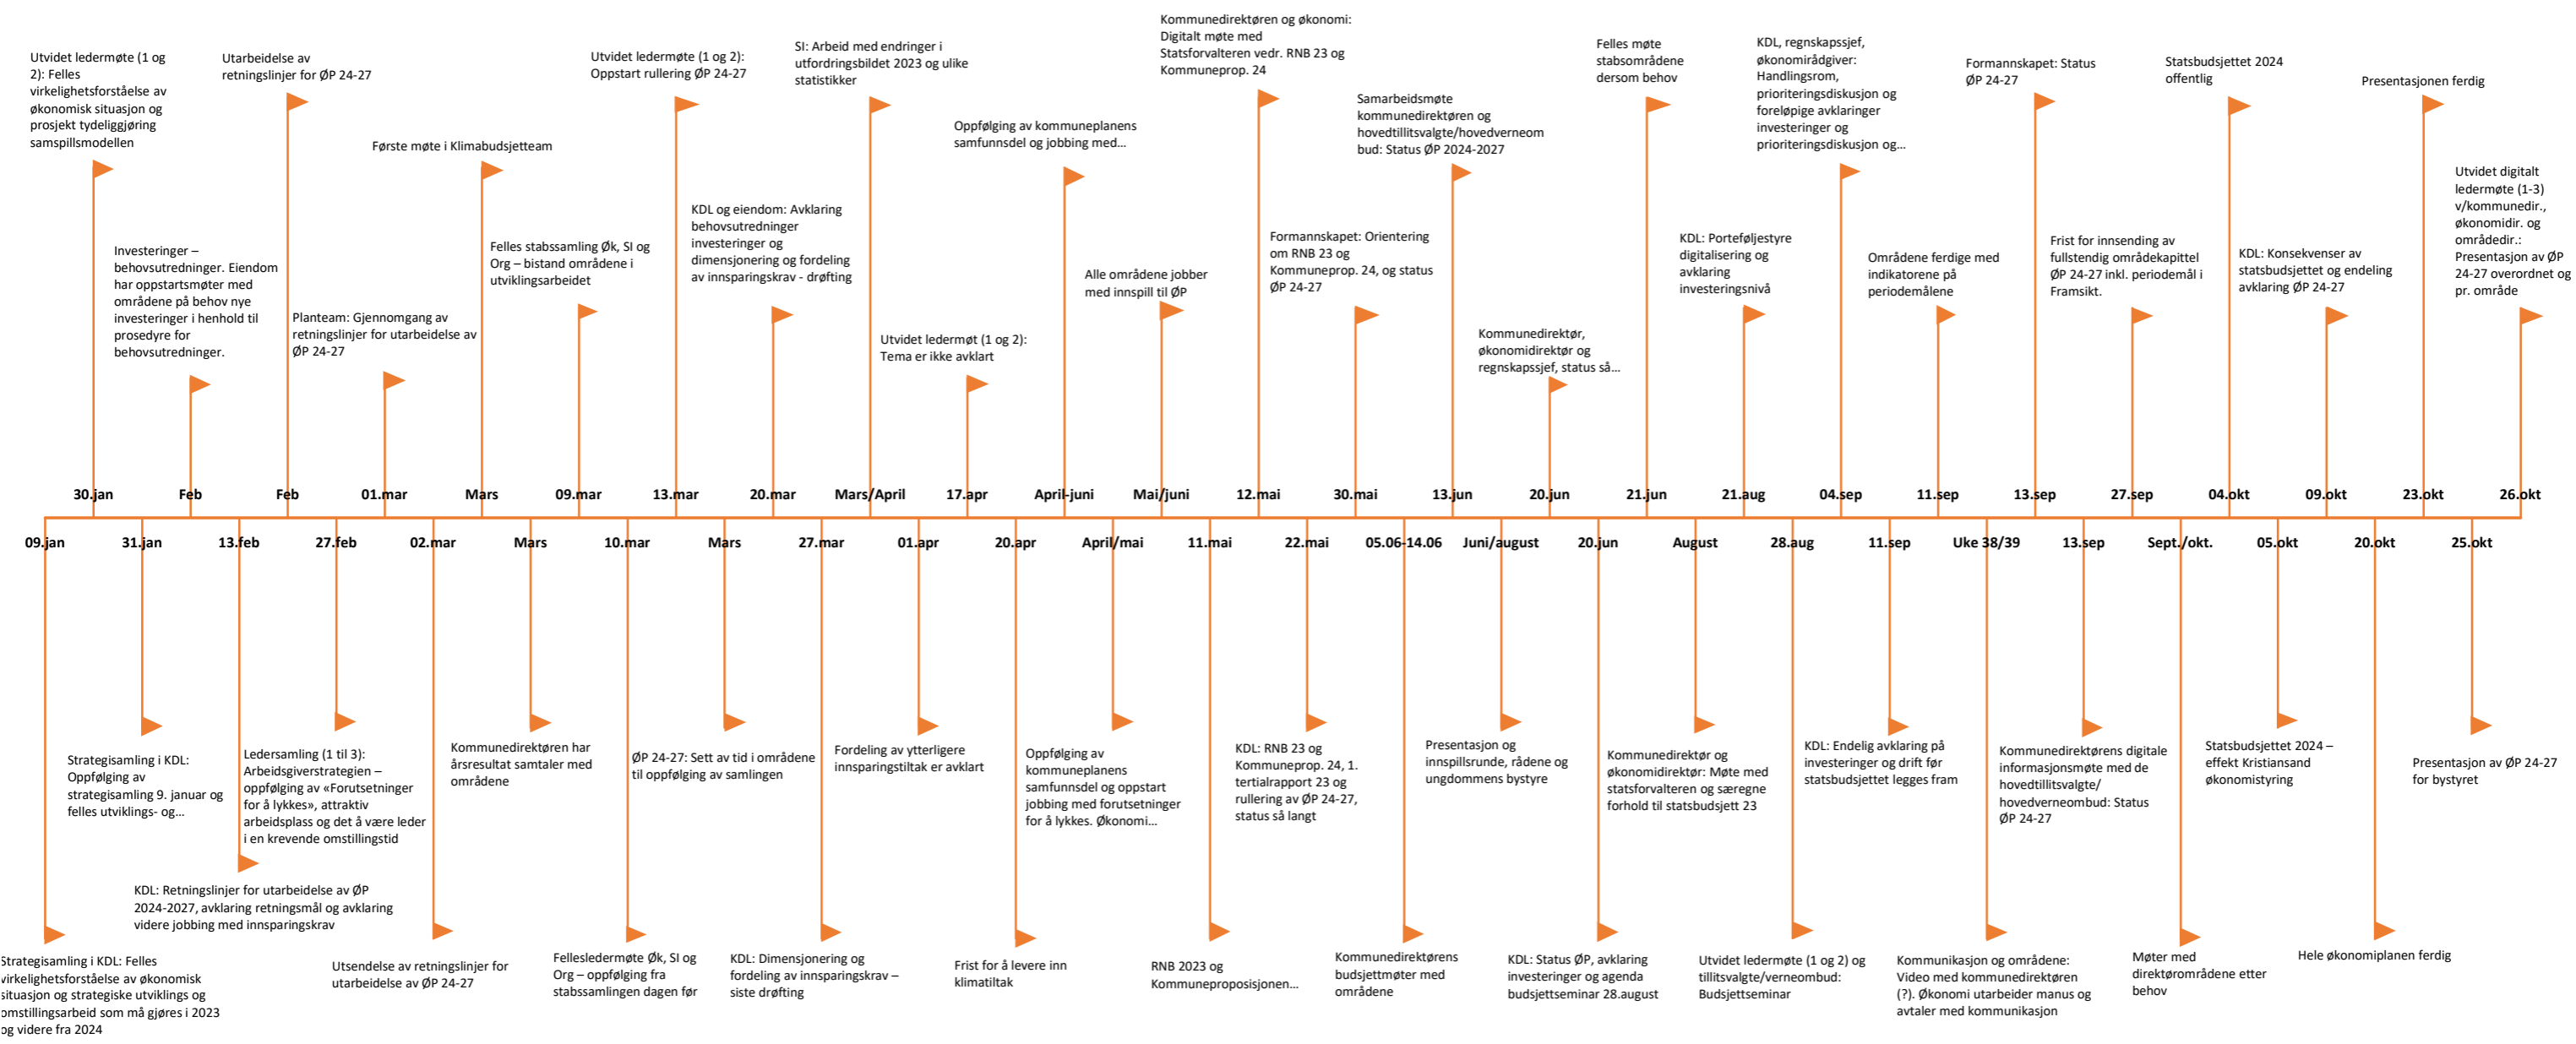 Utvidet ledermøte (1 og
2): Felles
virkelighetsforståelse av
økonomisk situasjon og
prosjekt tydeliggjøring
samspillsmodellen
Investeringer –
behovsutredninger. Eiendom
har oppstartsmøter med
områdene på behov nye
investeringer i henhold til
prosedyre for
behovsutredninger.
Utarbeidelse av
retningslinjer for ØP 24-27
Planteam: Gjennomgang av
retningslinjer for utarbeidelse av
ØP 24-27
Første møte i Klimabudsjetteam
Felles stabssamling Øk, SI og
Org – bistand områdene i
utviklingsarbeidet
Utvidet ledermøte (1 og 2):
Oppstart rullering ØP 24-27
KDL og eiendom: Avklaring
behovsutredninger
investeringer og
dimensjonering og fordeling
av innsparingskrav - drøfting
SI: Arbeid med endringer i
utfordringsbildet 2023 og ulike
statistikker
Utvidet ledermøt (1 og 2):
Tema er ikke avklart
Oppfølging av kommuneplanens
samfunnsdel og jobbing med…
Alle områdene jobber
med innspill til ØP
Kommunedirektøren og økonomi:
Digitalt møte med
Statsforvalteren vedr. RNB 23 og
Kommuneprop. 24
Formannskapet: Orientering
om RNB 23 og
Kommuneprop. 24, og status
ØP 24-27
Samarbeidsmøte
kommunedirektøren og
hovedtillitsvalgte/hovedverneom
bud: Status ØP 2024-2027
Kommunedirektør,
økonomidirektør og
regnskapssjef, status så…
Felles møte
stabsområdene
dersom behov
KDL: Porteføljestyre
digitalisering og
avklaring
investeringsnivå
KDL, regnskapssjef,
økonomirådgiver:
Handlingsrom,
prioriteringsdiskusjon og
foreløpige avklaringer
investeringer og
prioriteringsdiskusjon og…
Områdene ferdige med
indikatorene på
periodemålene
Formannskapet: Status
ØP 24-27
Frist for innsending av
fullstendig områdekapittel
ØP 24-27 inkl. periodemål i
Framsikt.
Statsbudsjettet 2024
offentlig
KDL: Konsekvenser av
statsbudsjettet og endeling
avklaring ØP 24-27
Presentasjonen ferdig
Utvidet digitalt
ledermøte (1-3)
v/kommunedir.,
økonomidir. og
områdedir.:
Presentasjon av ØP
24-27 overordnet og
pr. område
30.jan Feb Feb 01.mar Mars 09.mar 13.mar 20.mar Mars/April 17.apr April-juni Mai/juni 12.mai 30.mai 13.jun 20.jun 21.jun 21.aug 04.sep 11.sep 13.sep 27.sep 04.okt 09.okt 23.okt 26.okt
09.jan 31.jan 13.feb 27.feb 02.mar Mars 10.mar Mars 27.mar 01.apr 20.apr April/mai 11.mai 22.mai 05.06-14.06 Juni/august 20.jun August 28.aug 11.sep Uke 38/39 13.sep Sept./okt. 05.okt 20.okt 25.okt
Strategisamling i KDL: Felles
virkelighetsforståelse av økonomisk
situasjon og strategiske utviklings og
omstillingsarbeid som må gjøres i 2023
og videre fra 2024
Strategisamling i KDL:
Oppfølging av
strategisamling 9. januar og
felles utviklings- og…
KDL: Retningslinjer for utarbeidelse av ØP
2024-2027, avklaring retningsmål og avklaring
videre jobbing med innsparingskrav
Ledersamling (1 til 3):
Arbeidsgiverstrategien –
oppfølging av «Forutsetninger
for å lykkes», attraktiv
arbeidsplass og det å være leder
i en krevende omstillingstid
Utsendelse av retningslinjer for
utarbeidelse av ØP 24-27
Kommunedirektøren har
årsresultat samtaler med
områdene
Fellesledermøte Øk, SI og
Org – oppfølging fra
stabssamlingen dagen før
ØP 24-27: Sett av tid i områdene
til oppfølging av samlingen
KDL: Dimensjonering og
fordeling av innsparingskrav –
siste drøfting
Fordeling av ytterligere
innsparingstiltak er avklart
Frist for å levere inn
klimatiltak
Oppfølging av
kommuneplanens
samfunnsdel og oppstart
jobbing med forutsetninger
for å lykkes. Økonomi…
RNB 2023 og
Kommuneproposisjonen…
KDL: RNB 23 og
Kommuneprop. 24, 1.
tertialrapport 23 og
rullering av ØP 24-27,
status så langt
Kommunedirektørens
budsjettmøter med
områdene
Presentasjon og
innspillsrunde, rådene og
ungdommens bystyre
KDL: Status ØP, avklaring
investeringer og agenda
budsjettseminar 28.august
Kommunedirektør og
økonomidirektør: Møte med
statsforvalteren og særegne
forhold til statsbudsjett 23
Utvidet ledermøte (1 og 2) og
tillitsvalgte/verneombud:
Budsjettseminar
KDL: Endelig avklaring på
investeringer og drift før
statsbudsjettet legges fram
Kommunikasjon og områdene:
Video med kommunedirektøren
(?). Økonomi utarbeider manus og
avtaler med kommunikasjon
Kommunedirektørens digitale
informasjonsmøte med de
hovedtillitsvalgte/
hovedverneombud: Status
ØP 24-27
Møter med
direktørområdene etter
behov
Statsbudsjettet 2024 –
effekt Kristiansand
økonomistyring
Hele økonomiplanen ferdig
Presentasjon av ØP 24-27
for bystyret